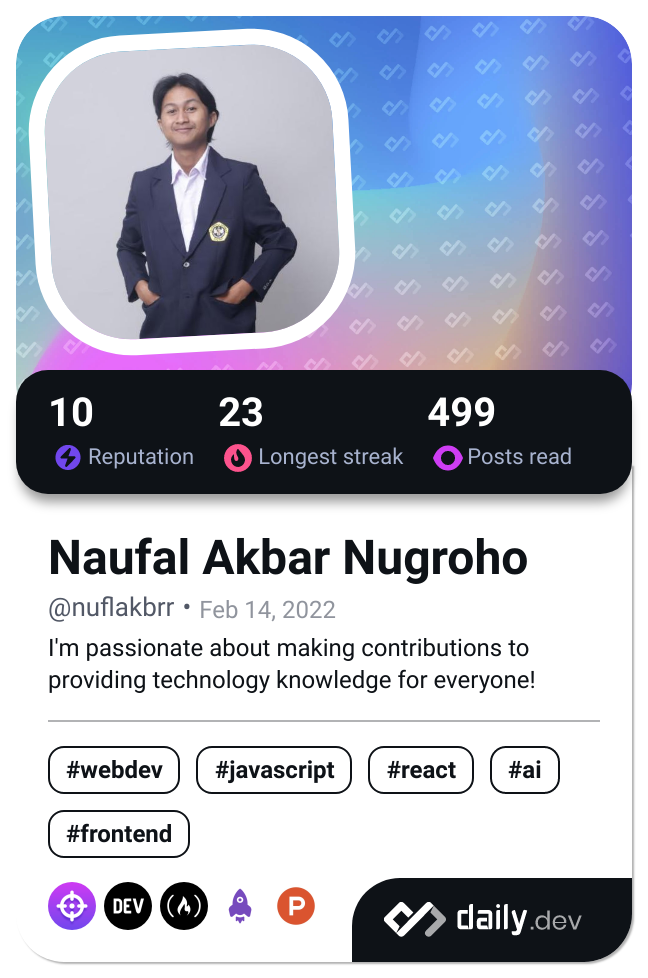 10 23 499
Reputation Longest streak Posts read
Naufal Akbar Nugroho
@nuflakbrr • Feb 14, 2022
I'm passionate about making contributions to
providing technology knowledge for everyone!
#webdev #javascript #react #ai
#frontend
DEV P daily.dev